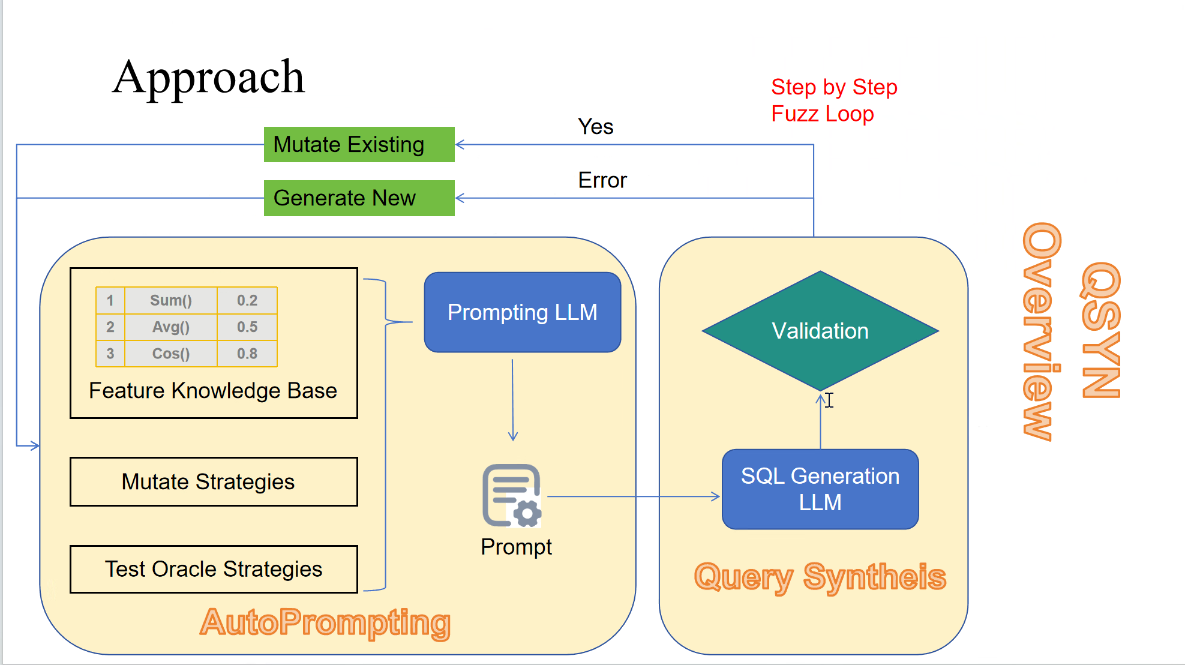 Approach
Step by Step
Fuzz Loop
Yes
Mutate Existing
Error
Generate New
1 Sum() 0.2
2 Avg() 0.5
3 Cos() 0.8
Feature Knowledge Base
Mutate Strategies
Test Oracle Strategies
Prompting LLM
Prompt
AutoPrompting
Validation
SQL Generation
LLM
Query Syntheis
QSYN
Overview